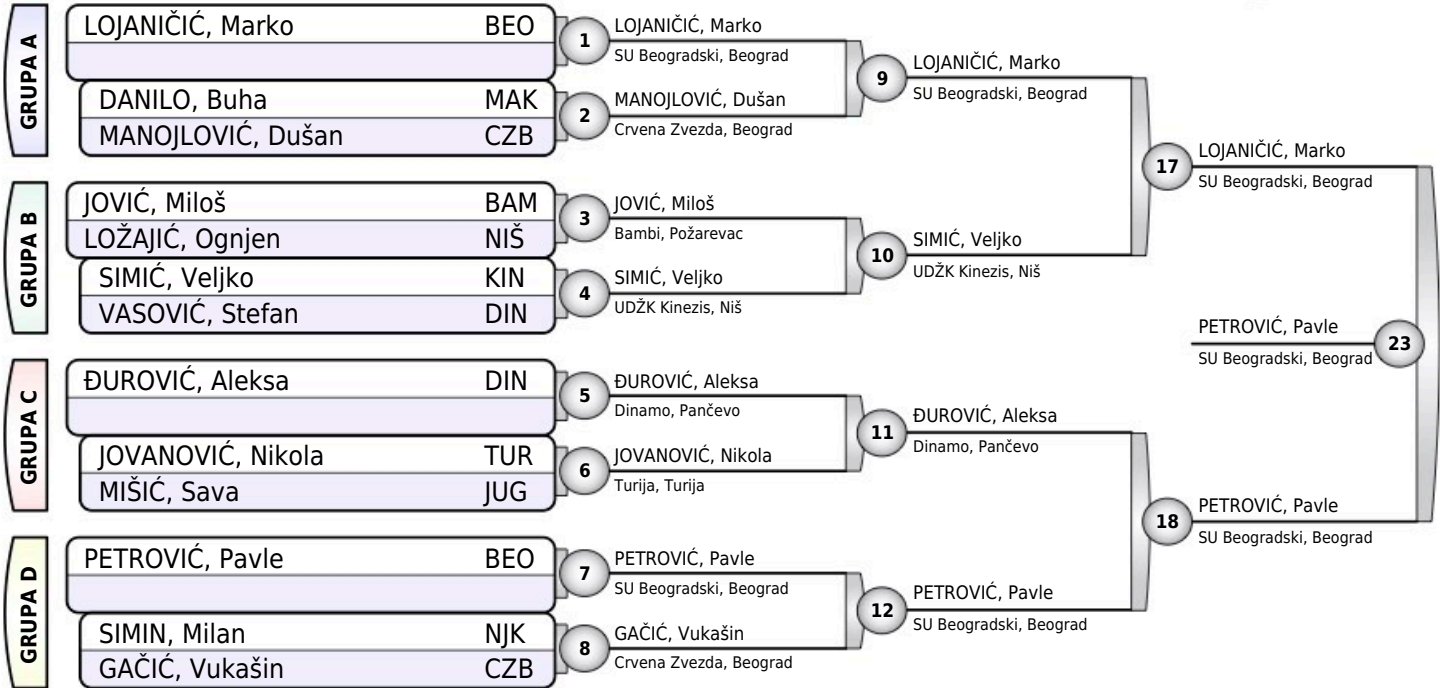 GRUPA A
LOJANIČIĆ, Marko BEO
DANILO, Buha MAK
MANOJLOVIĆ, Dušan CZB
GRUPA B
JOVIĆ, Miloš BAM
LOŽAJIĆ, Ognjen NIŠ
SIMIĆ, Veljko KIN
VASOVIĆ, Stefan DIN
GRUPA C
ĐUROVIĆ, Aleksa DIN
JOVANOVIĆ, Nikola TUR
MIŠIĆ, Sava JUG
GRUPA D
PETROVIĆ, Pavle BEO
SIMIN, Milan NJK
GAČIĆ, Vukašin CZB
1
LOJANIČIĆ, Marko
SU Beogradski, Beograd
2
MANOJLOVIĆ, Dušan
Crvena Zvezda, Beograd
3
JOVIĆ, Miloš
Bambi, Požarevac
4
SIMIĆ, Veljko
UDŽK Kinezis, Niš
5
ĐUROVIĆ, Aleksa
Dinamo, Pančevo
6
JOVANOVIĆ, Nikola
Turija, Turija
7
PETROVIĆ, Pavle
SU Beogradski, Beograd
8
GAČIĆ, Vukašin
Crvena Zvezda, Beograd
9
LOJANIČIĆ, Marko
SU Beogradski, Beograd
10
SIMIĆ, Veljko
UDŽK Kinezis, Niš
11
ĐUROVIĆ, Aleksa
Dinamo, Pančevo
12
PETROVIĆ, Pavle
SU Beogradski, Beograd
17
LOJANIČIĆ, Marko
SU Beogradski, Beograd
18
PETROVIĆ, Pavle
SU Beogradski, Beograd
PETROVIĆ, Pavle
SU Beogradski, Beograd
23